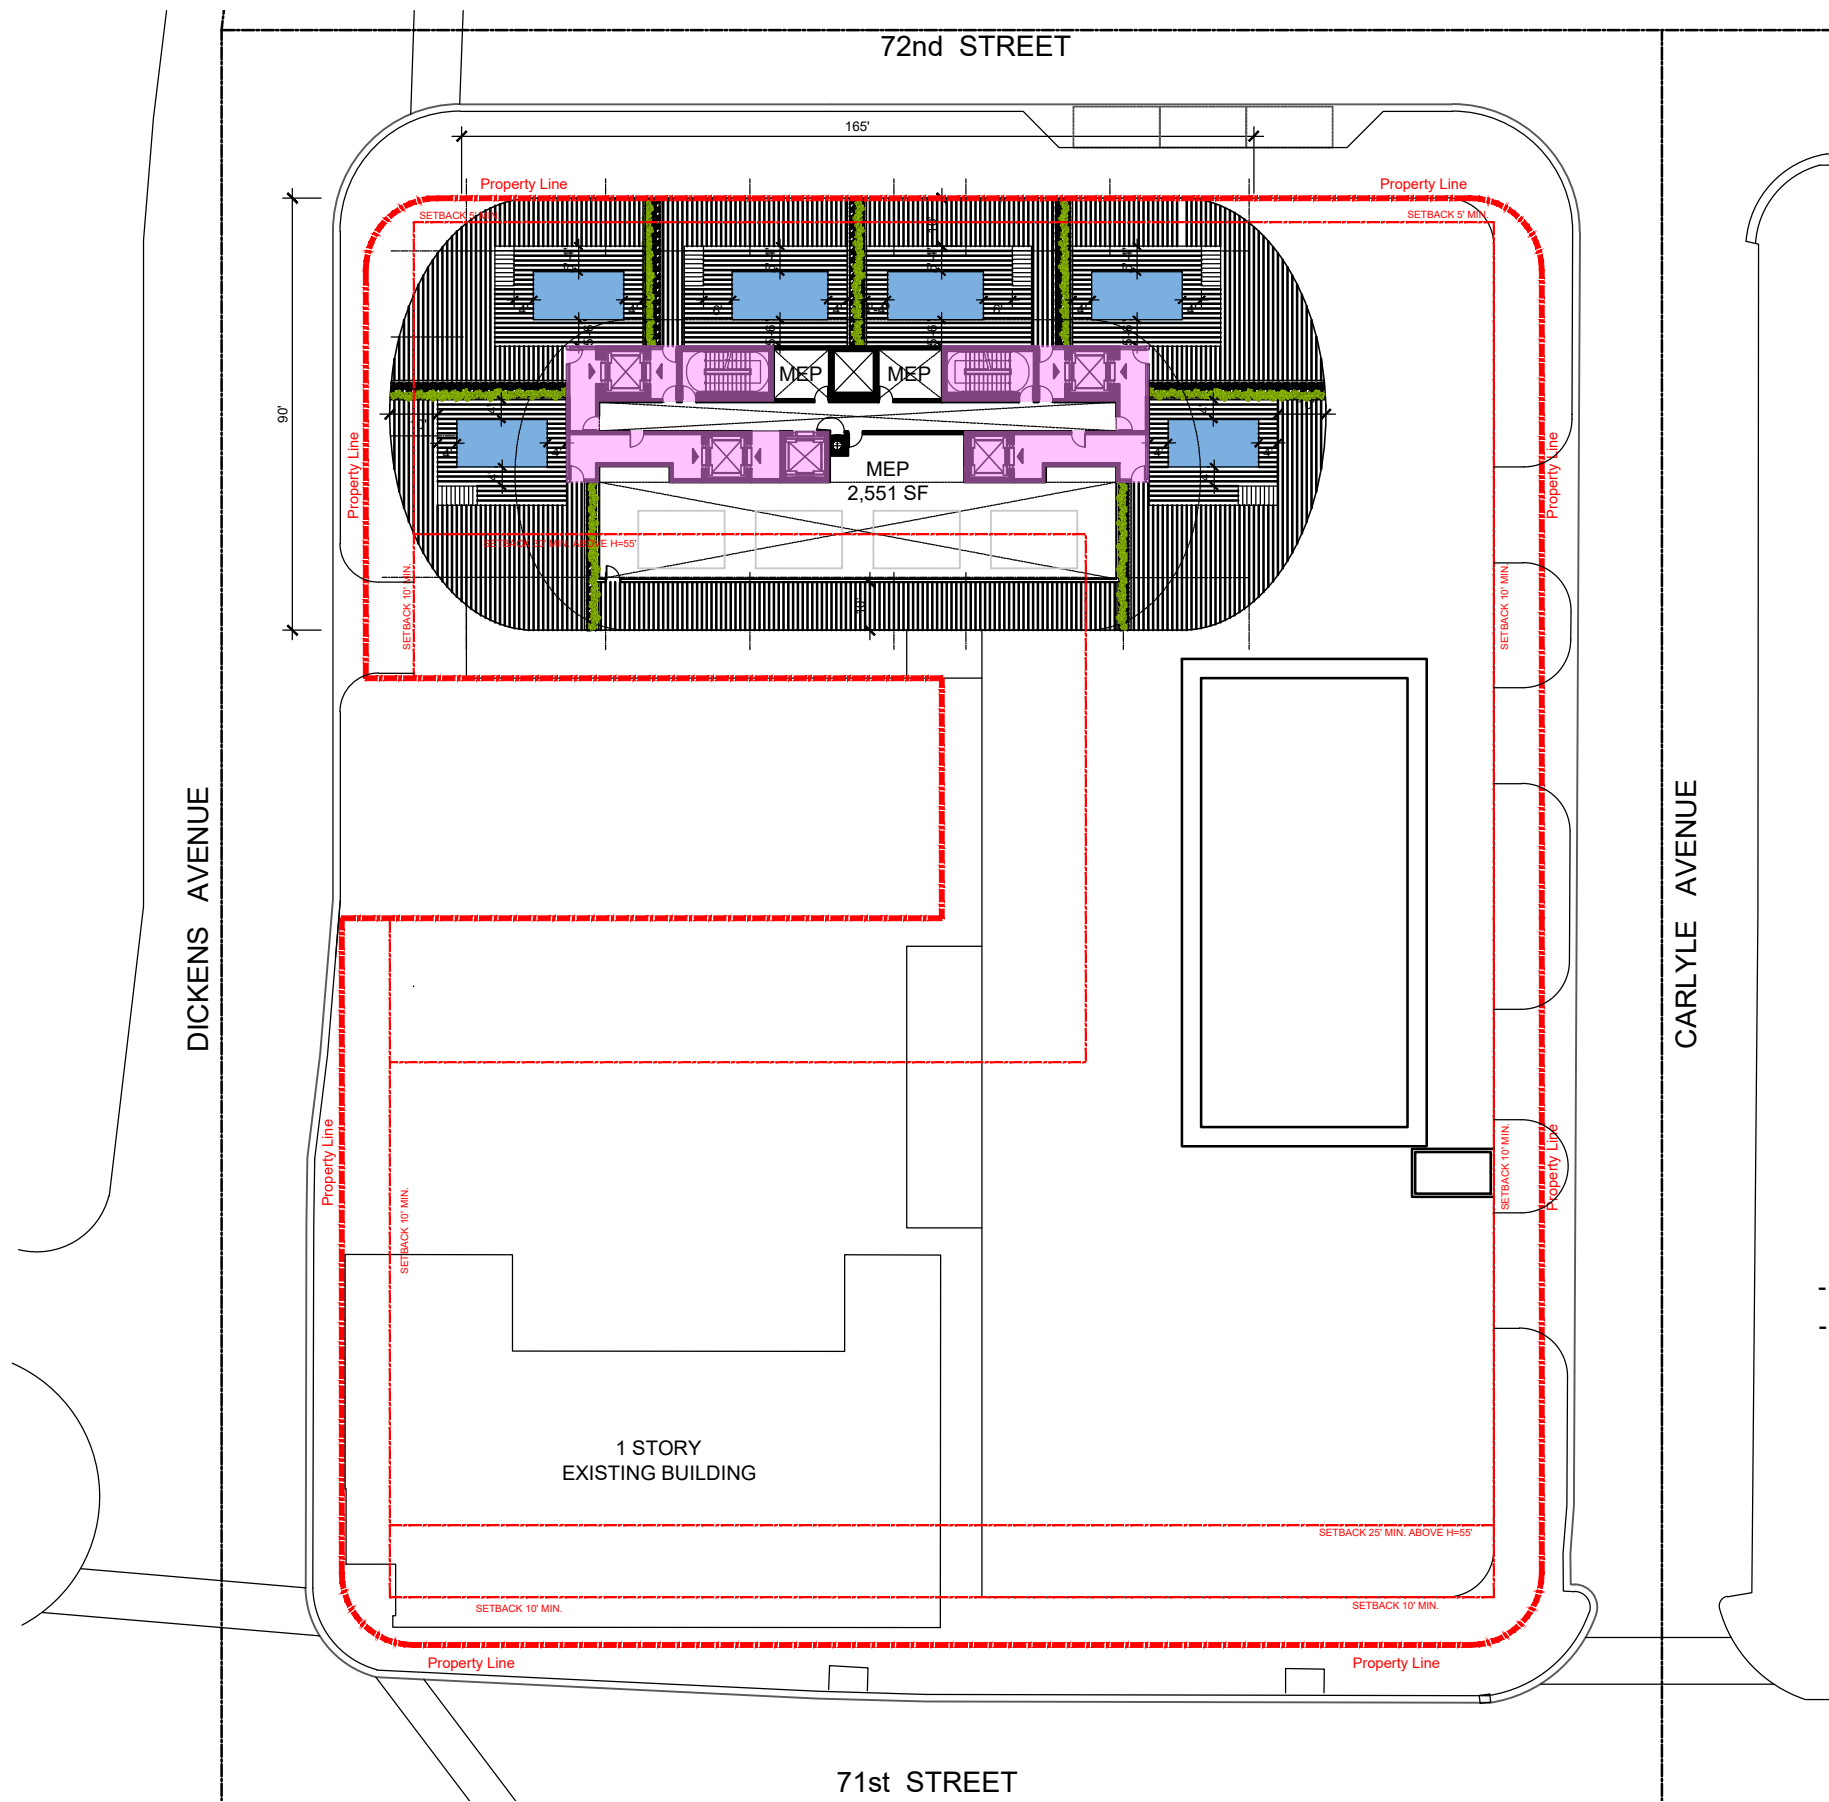 72nd STREET
165'
Property Line
Property Line
SETBACK 5' MIN.
SETBACK 5' MIN.
10'
90'
MEP
MEP
MEP
2,551 SF
Property Line
Property Line
SETBACK 10' MIN.
SETBACK 10' MIN.
10'
DICKENS AVENUE
CARLYLE AVENUE
Property Line
Property Line
SETBACK 10' MIN.
SETBACK 10' MIN.
1 STORY
EXISTING BUILDING
SETBACK 25' MIN. ABOVE H=55'
SETBACK 10' MIN.
SETBACK 10' MIN.
Property Line
Property Line
71st STREET